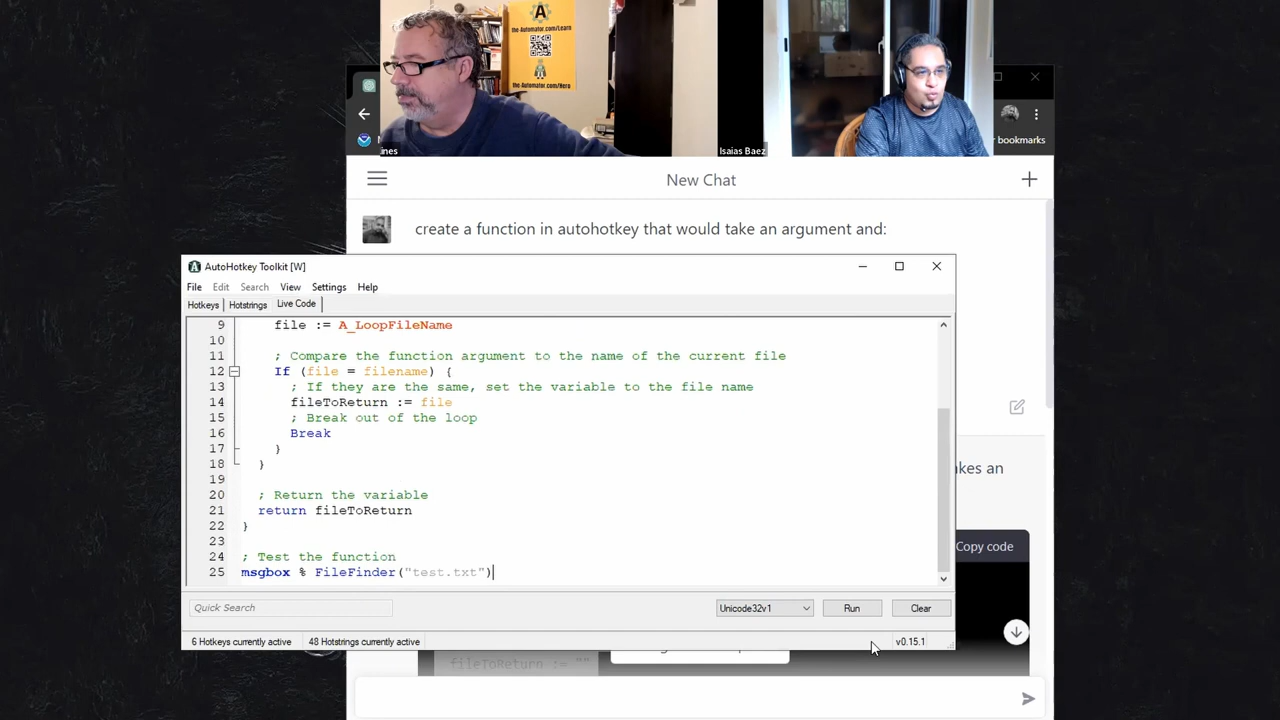 the-Automator.com/Learn
the-Automator.com/Hero
ines
Isaias Baez
bookmarks
New Chat
create a function in autohotkey that would take an argument and:
AutoHotkey Toolkit [W]
File Edit Search View Settings Help
Hotkeys Hotstrings Live Code
9 file := A_LoopFileName
10
11 ; Compare the function argument to the name of the current file
12 If (file = filename) {
13 ; If they are the same, set the variable to the file name
14 fileToReturn := file
15 ; Break out of the loop
16 Break
17 }
18 }
19
20 ; Return the variable
21 return fileToReturn
22 }
23
24 ; Test the function
25 msgbox % FileFinder("test.txt")
akes an
Copy code
Quick Search
Unicode32v1
Run
Clear
6 Hotkeys currently active
48 Hotstrings currently active
v0.15.1
fileToReturn := ""